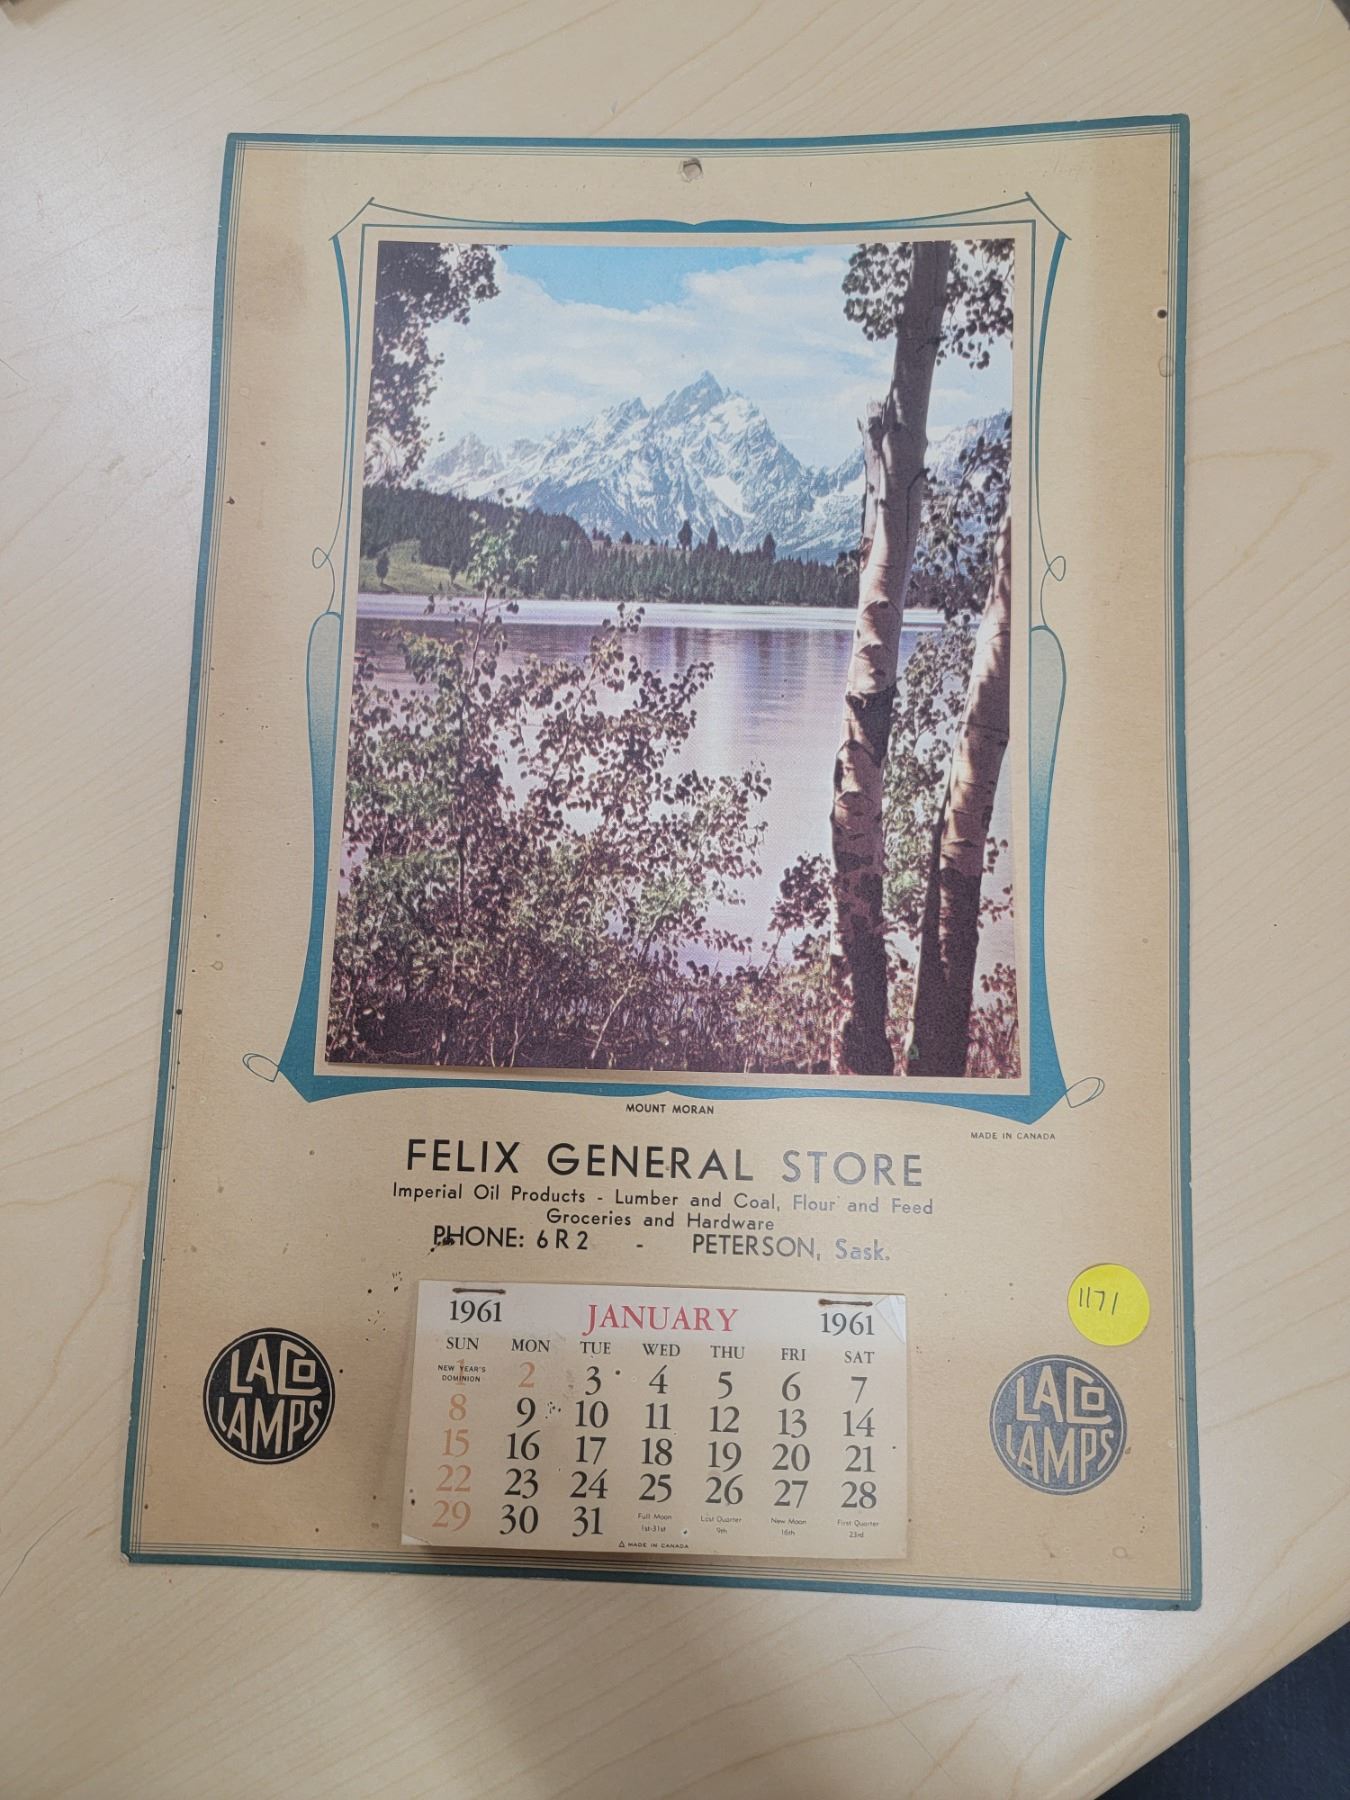 MOUNT MORAN
MADE IN CANADA
FELIX GENERAL STORE
Imperial Oil Products - Lumber and Coal, Flour and Feed
Groceries and Hardware
PHONE: 6 R 2 - PETERSON, Sask.
1171
LACO
LAMPS
LACO
LAMPS
1961 JANUARY 1961
SUN MON TUE WED THU FRI SAT
1 2 3 4 5 6 7
NEW YEAR'S
DOMINION
8 9 10 11 12 13 14
15 16 17 18 19 20 21
22 23 24 25 26 27 28
29 30 31
Full Moon
1st-31st
Last Quarter
9th
New Moon
16th
First Quarter
23rd
△ MADE IN CANADA